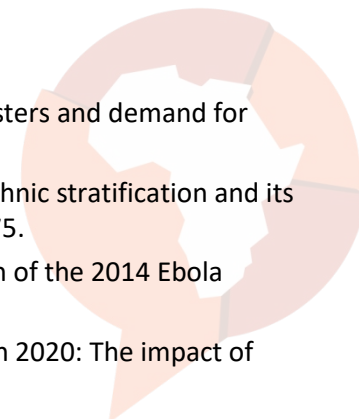 sters and demand for
hnic stratification and its
75.
n of the 2014 Ebola
n 2020: The impact of